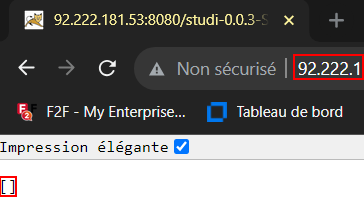 92.222.181.53:8080/studi-0.0.3-S
Non sécurisé 92.222.1
F2F F2F - My Enterprise... Tableau de bord
Impression élégante
[]